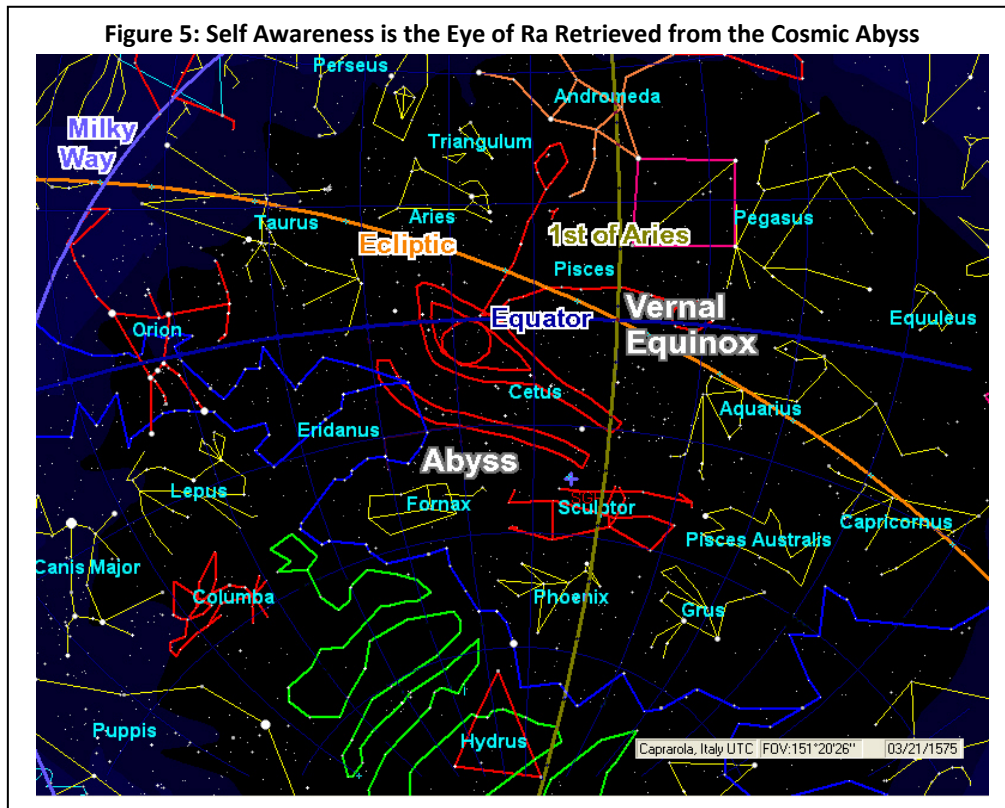 Figure 5: Self Awareness is the Eye of Ra Retrieved from the Cosmic Abyss
Perseus
Andromeda
Milky
Way
Triangulum
Taurus
Aries
Pegasus
Ecliptic
1st of Aries
Pisces
Vernal
Equinox
Equator
Equuleus
Orion
Cetus
Aquarius
Eridanus
Abyss
Lepus
Fornax
SGP
Sculptor
Capricornus
Pisces Australis
Canis Major
Columba
Phoenix
Grus
Puppis
Hydrus
Caprarola, Italy UTC FOV:151°20'26" 03/21/1575